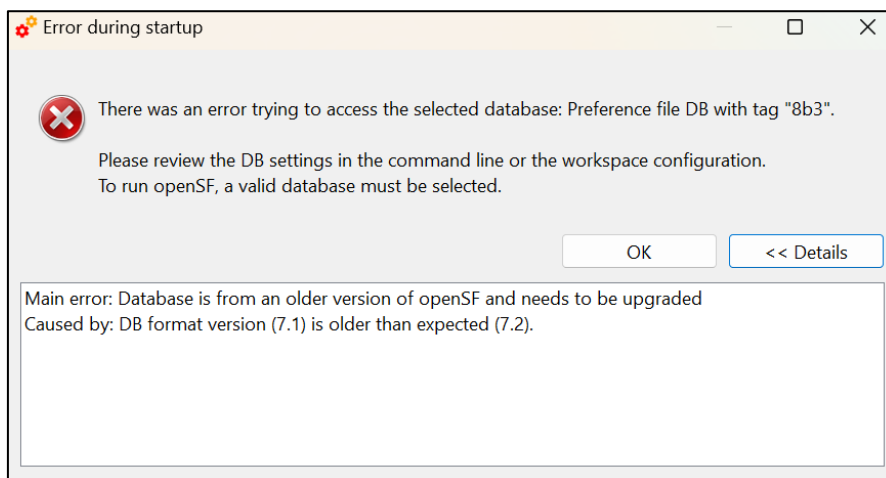 Error during startup
There was an error trying to access the selected database: Preference file DB with tag "8b3".
Please review the DB settings in the command line or the workspace configuration.
To run openSF, a valid database must be selected.
OK
<< Details
Main error: Database is from an older version of openSF and needs to be upgraded
Caused by: DB format version (7.1) is older than expected (7.2).